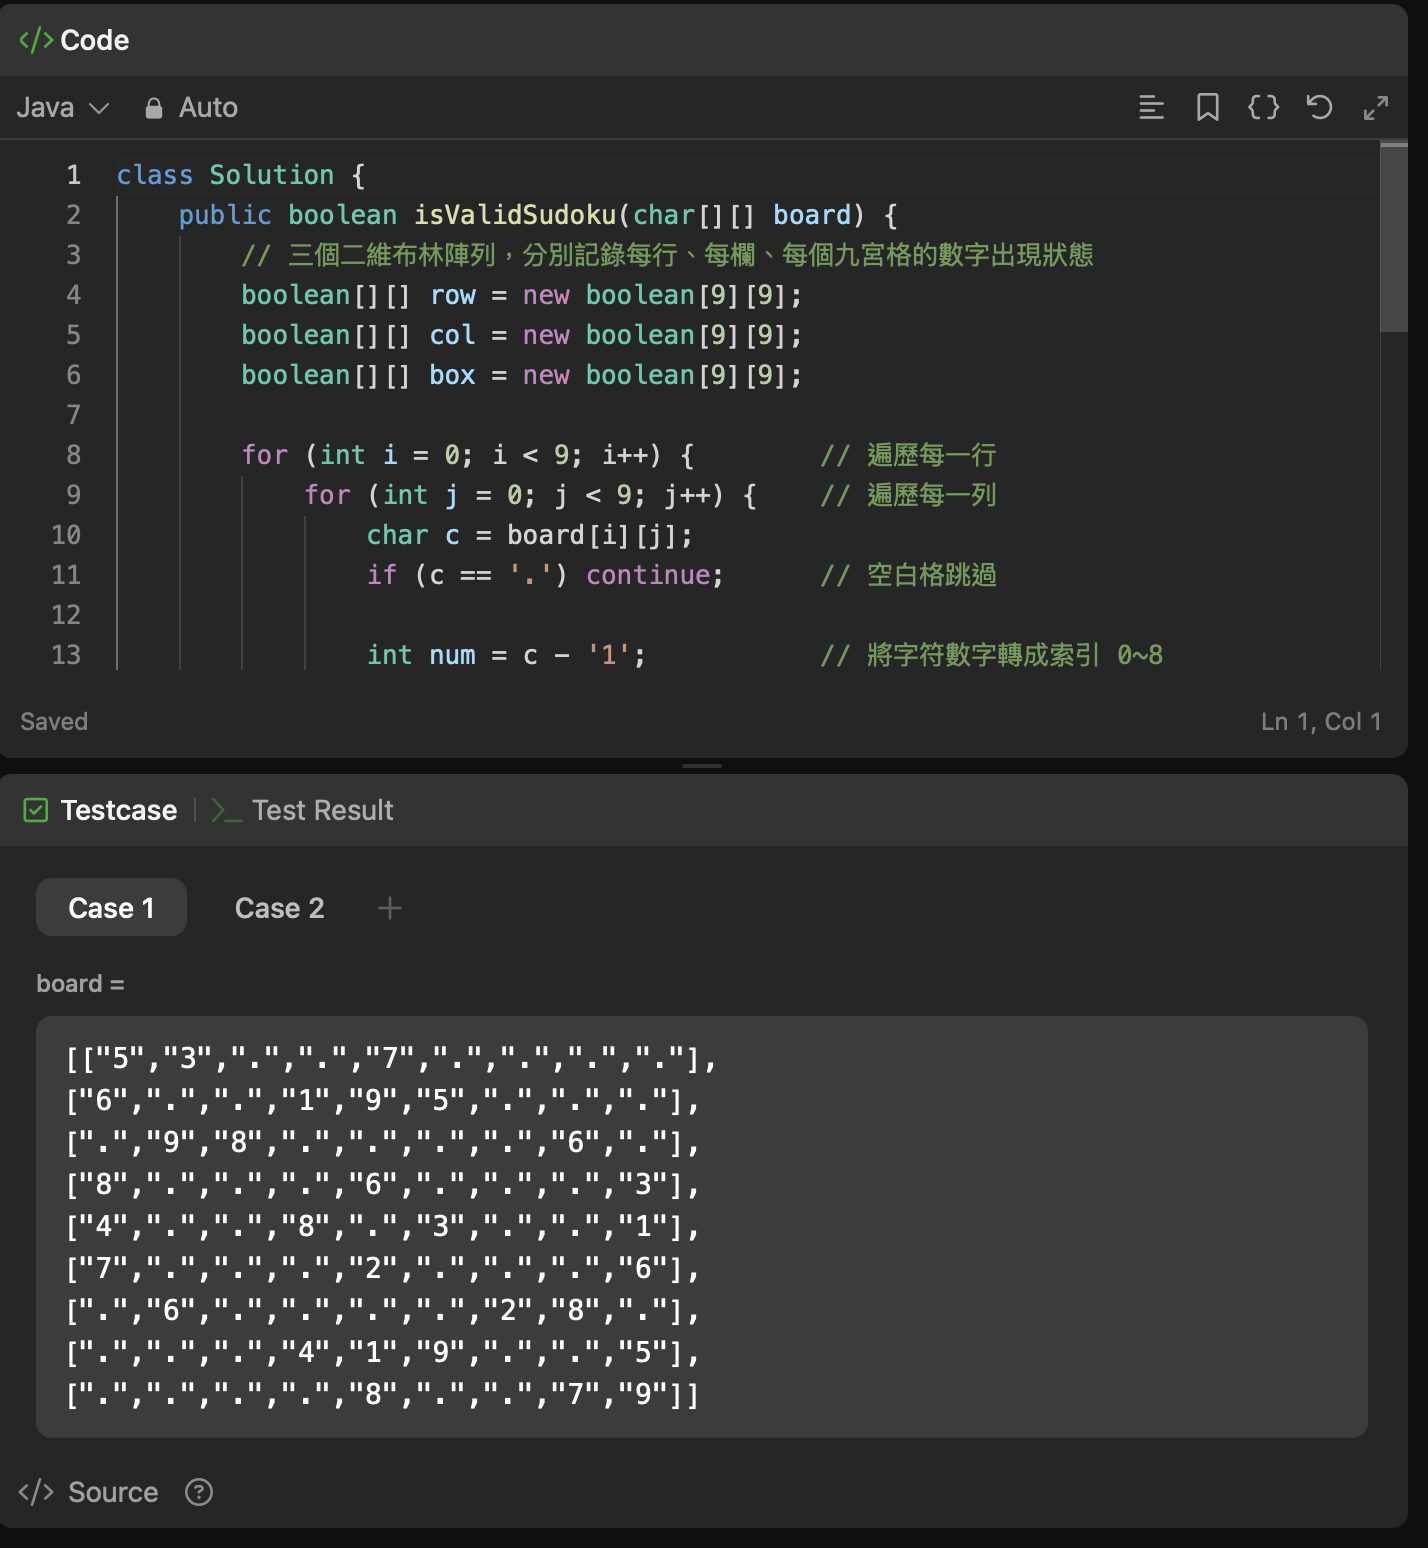 </> Code
Java Auto
1 class Solution {
2 public boolean isValidSudoku(char[][] board) {
3 // 三個二維布林陣列，分別記錄每行、每欄、每個九宮格的數字出現狀態
4 boolean[][] row = new boolean[9][9];
5 boolean[][] col = new boolean[9][9];
6 boolean[][] box = new boolean[9][9];
7
8 for (int i = 0; i < 9; i++) { // 遍歷每一行
9 for (int j = 0; j < 9; j++) { // 遍歷每一列
10 char c = board[i][j];
11 if (c == '.') continue; // 空白格跳過
12
13 int num = c - '1'; // 將字符數字轉成索引 0~8
Saved Ln 1, Col 1
Testcase >_ Test Result
Case 1 Case 2 +
board =
[["5","3",".",".","7",".",".",".","."],
["6",".",".","1","9","5",".",".","."],
[".","9","8",".",".",".",".","6","."],
["8",".",".",".","6",".",".",".","3"],
["4",".",".","8",".","3",".",".","1"],
["7",".",".",".","2",".",".",".","6"],
[".","6",".",".",".",".","2","8","."],
[".",".",".","4","1","9",".",".","5"],
[".",".",".",".","8",".",".","7","9"]]
</> Source ?